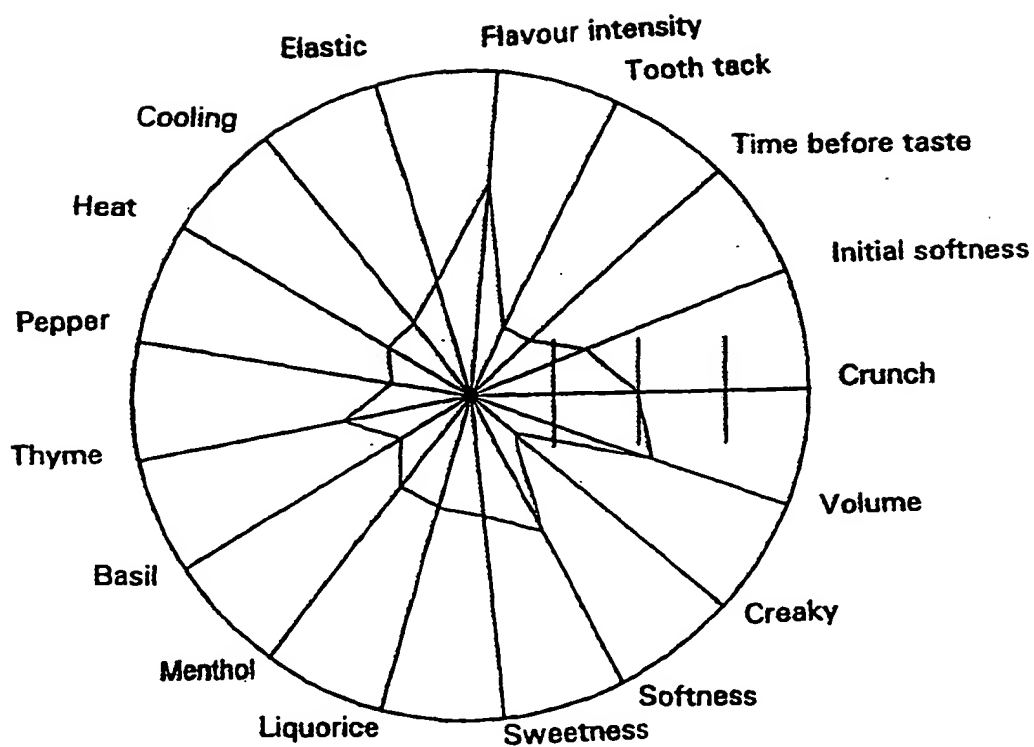 Flavour intensity
Tooth tack
Time before taste
Initial softness
Crunch
Volume
Creaky
Softness
Sweetness
Liquorice
Menthol
Basil
Thyme
Pepper
Heat
Cooling
Elastic